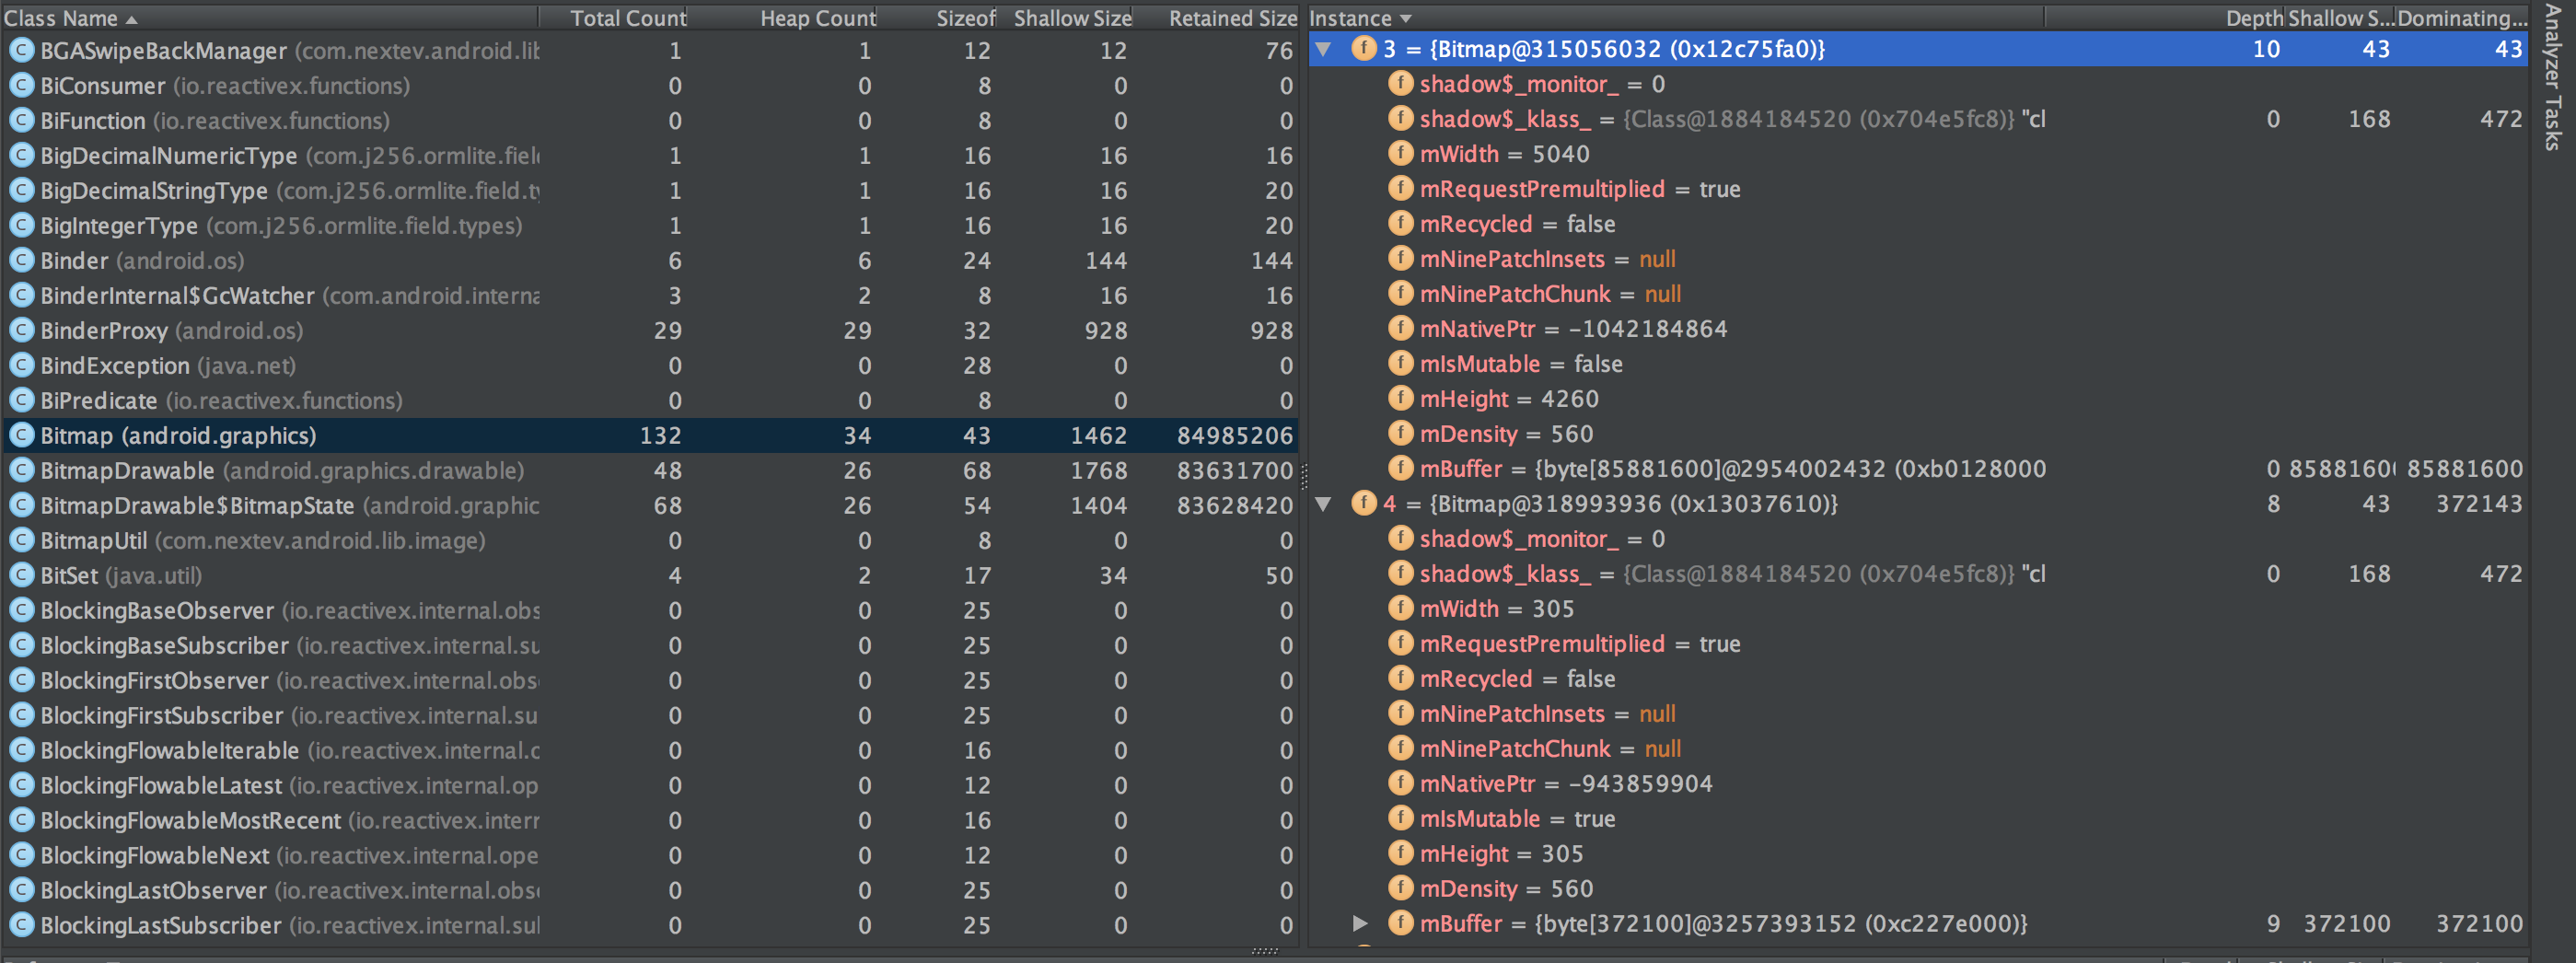 Class Name Total Count Heap Count Sizeof Shallow Size Retained Size
BGASwipeBackManager (com.nextev.android.lib 1 1 12 12 76
BiConsumer (io.reactivex.functions) 0 0 8 0 0
BiFunction (io.reactivex.functions) 0 0 8 0 0
BigDecimalNumericType (com.j256.ormlite.field 1 1 16 16 16
BigDecimalStringType (com.j256.ormlite.field.ty 1 1 16 16 20
BigIntegerType (com.j256.ormlite.field.types) 1 1 16 16 20
Binder (android.os) 6 6 24 144 144
BinderInternal$GcWatcher (com.android.interna 3 2 8 16 16
BinderProxy (android.os) 29 29 32 928 928
BindException (java.net) 0 0 28 0 0
BiPredicate (io.reactivex.functions) 0 0 8 0 0
Bitmap (android.graphics) 132 34 43 1462 84985206
BitmapDrawable (android.graphics.drawable) 48 26 68 1768 83631700
BitmapDrawable$BitmapState (android.graphic 68 26 54 1404 83628420
BitmapUtil (com.nextev.android.lib.image) 0 0 8 0 0
BitSet (java.util) 4 2 17 34 50
BlockingBaseObserver (io.reactivex.internal.obs 0 0 25 0 0
BlockingBaseSubscriber (io.reactivex.internal.su 0 0 25 0 0
BlockingFirstObserver (io.reactivex.internal.obs 0 0 25 0 0
BlockingFirstSubscriber (io.reactivex.internal.su 0 0 25 0 0
BlockingFlowableIterable (io.reactivex.internal.o 0 0 16 0 0
BlockingFlowableLatest (io.reactivex.internal.op 0 0 12 0 0
BlockingFlowableMostRecent (io.reactivex.interr 0 0 16 0 0
BlockingFlowableNext (io.reactivex.internal.ope 0 0 12 0 0
BlockingLastObserver (io.reactivex.internal.obs 0 0 25 0 0
BlockingLastSubscriber (io.reactivex.internal.sul 0 0 25 0 0
Instance Depth Shallow S... Dominating...
3 = {Bitmap@315056032 (0x12c75fa0)} 10 43 43
shadow$_monitor_ = 0
shadow$_klass_ = {Class@1884184520 (0x704e5fc8)} "cl 0 168 472
mWidth = 5040
mRequestPremultiplied = true
mRecycled = false
mNinePatchInsets = null
mNinePatchChunk = null
mNativePtr = -1042184864
mIsMutable = false
mHeight = 4260
mDensity = 560
mBuffer = {byte[85881600]@2954002432 (0xb0128000 0 8588160 85881600
4 = {Bitmap@318993936 (0x13037610)} 8 43 372143
shadow$_monitor_ = 0
shadow$_klass_ = {Class@1884184520 (0x704e5fc8)} "cl 0 168 472
mWidth = 305
mRequestPremultiplied = true
mRecycled = false
mNinePatchInsets = null
mNinePatchChunk = null
mNativePtr = -943859904
mIsMutable = true
mHeight = 305
mDensity = 560
mBuffer = {byte[372100]@3257393152 (0xc227e000)} 9 372100 372100
Analyzer Tasks